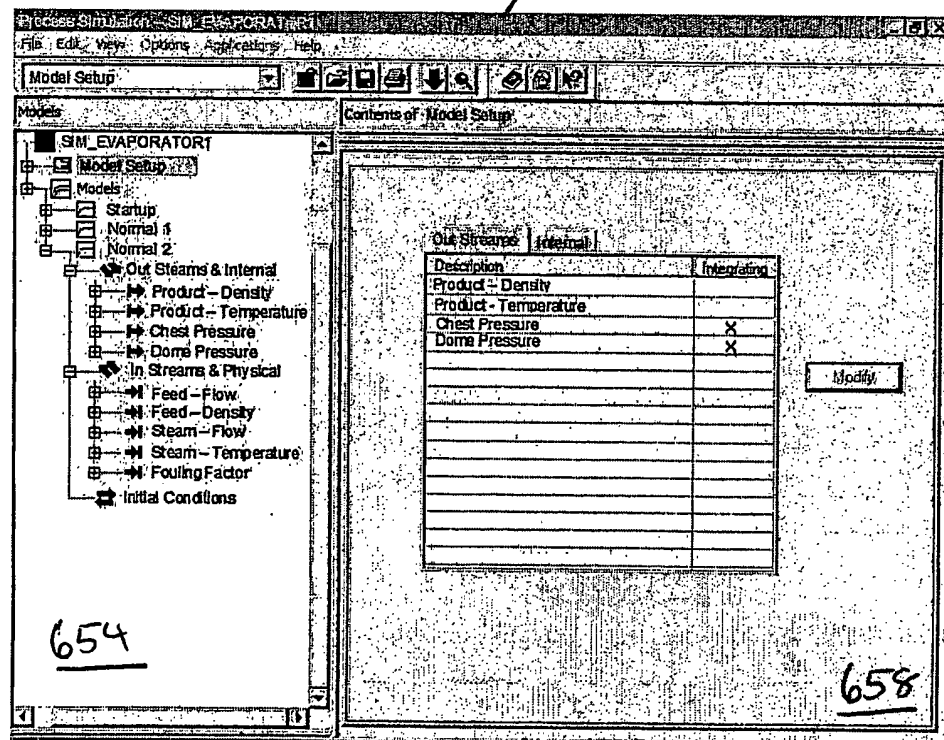 Process Simulation - SIM_EVAPORATOR1
File Edit View Options Applications Help
Model Setup
Models
Contents of Model Setup
SIM_EVAPORATOR1
Model Setup
Models
Startup
Normal 1
Normal 2
Out Steams & Internal
Product – Density
Product – Temperature
Chest Pressure
Dome Pressure
In Streams & Physical
Feed – Flow
Feed – Density
Steam – Flow
Steam – Temperature
Fouling Factor
Initial Conditions
654
Out Streams Internal
Description Integrating
Product – Density
Product - Temperature
Chest Pressure X
Dome Pressure X
Modify
658